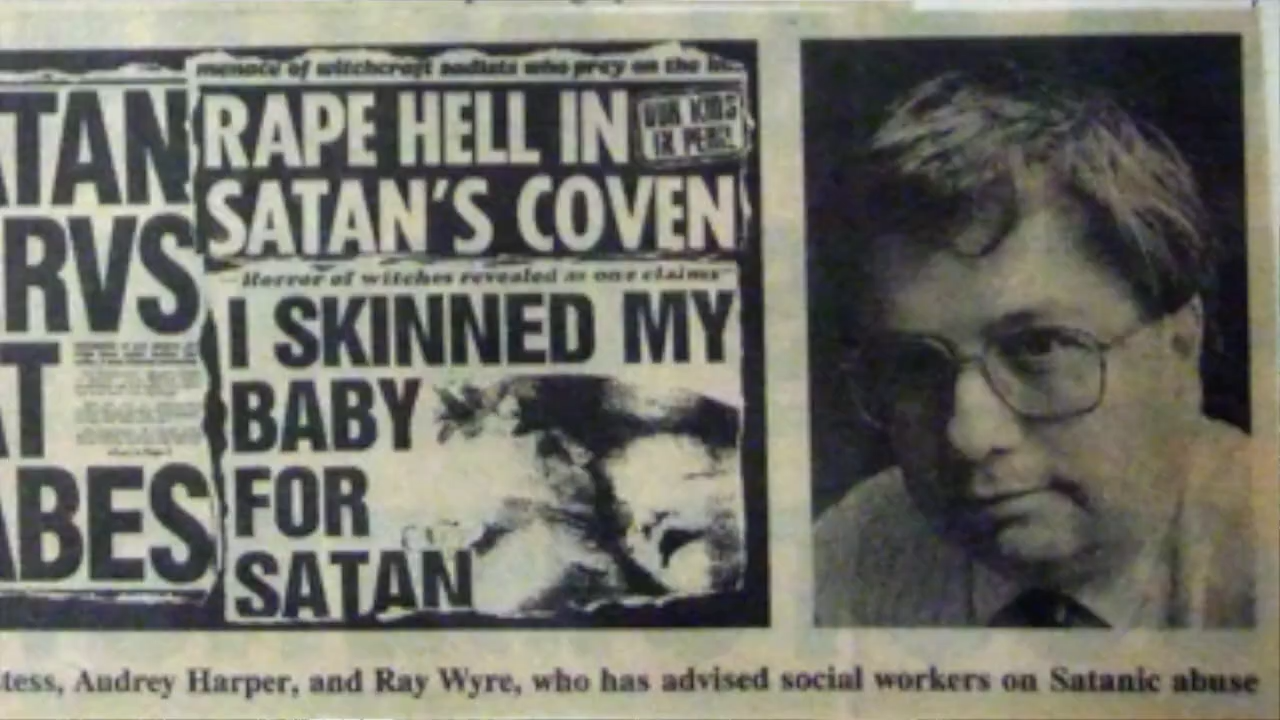 menace of witchcraft sadists who prey on the
RAPE HELL IN
OUR KIDS
IN PERIL
SATAN'S COVEN
ATAN
RVS
AT
ABES
Horror of witches revealed as one claims
I SKINNED MY
BABY
FOR
SATAN
tess, Audrey Harper, and Ray Wyre, who has advised social workers on Satanic abuse